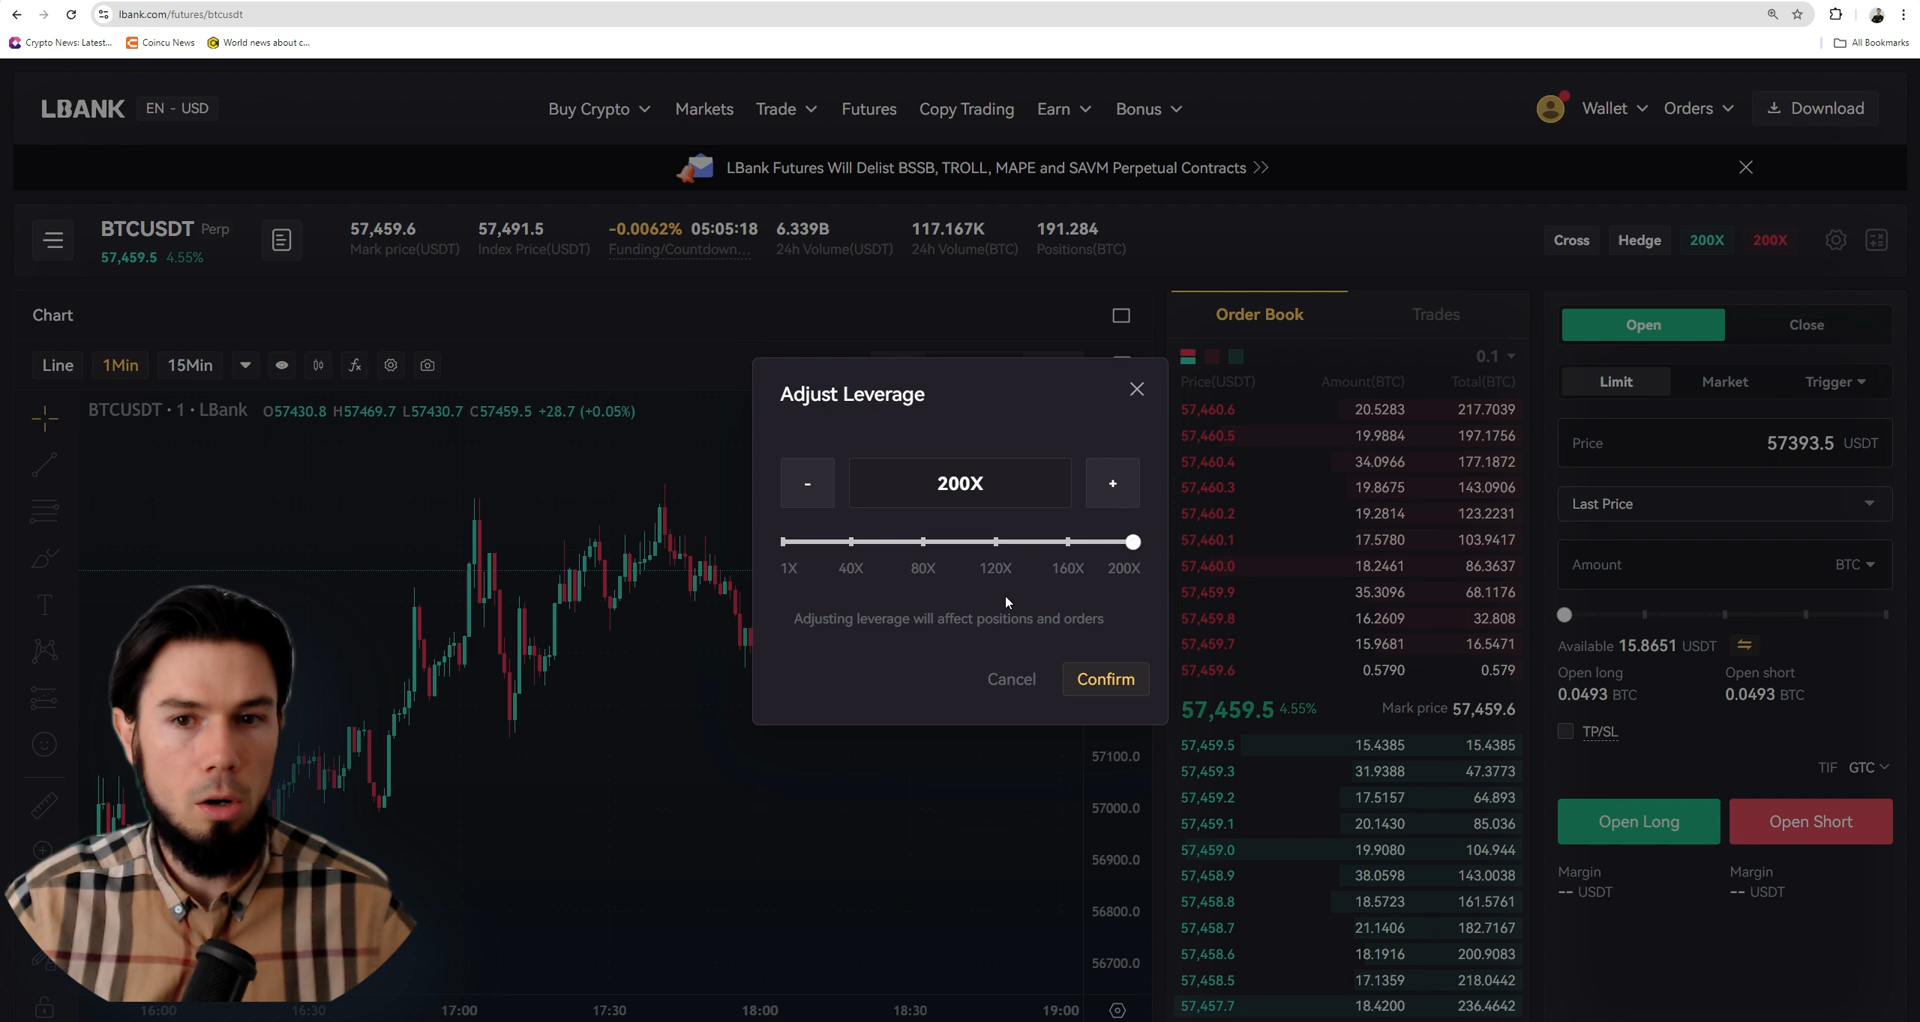 lbank.com/futures/btcusdt
Crypto News: Latest...
Coincu News
World news about c...
All Bookmarks
LBANK
EN - USD
Buy Crypto
Markets
Trade
Futures
Copy Trading
Earn
Bonus
Wallet
Orders
Download
LBank Futures Will Delist BSSB, TROLL, MAPE and SAVM Perpetual Contracts >>
BTCUSDT Perp
57,459.5 4.55%
57,459.6
Mark price(USDT)
57,491.5
Index Price(USDT)
-0.0062% 05:05:18
Funding/Countdown...
6.339B
24h Volume(USDT)
117.167K
24h Volume(BTC)
191.284
Positions(BTC)
Cross
Hedge
200X
200X
Chart
Line
1Min
15Min
BTCUSDT · 1 · LBank O57430.8 H57469.7 L57430.7 C57459.5 +28.7 (+0.05%)
57100.0
57000.0
56900.0
56800.0
56700.0
16:00
16:30
17:00
17:30
18:00
18:30
19:00
Adjust Leverage
-
200X
+
1X
40X
80X
120X
160X
200X
Adjusting leverage will affect positions and orders
Cancel
Confirm
Order Book
Trades
0.1
Price(USDT) Amount(BTC) Total(BTC)
57,460.6 20.5283 217.7039
57,460.5 19.9884 197.1756
57,460.4 34.0966 177.1872
57,460.3 19.8675 143.0906
57,460.2 19.2814 123.2231
57,460.1 17.5780 103.9417
57,460.0 18.2461 86.3637
57,459.9 35.3096 68.1176
57,459.8 16.2609 32.808
57,459.7 15.9681 16.5471
57,459.6 0.5790 0.579
57,459.5 4.55% Mark price 57,459.6
57,459.5 15.4385 15.4385
57,459.3 31.9388 47.3773
57,459.2 17.5157 64.893
57,459.1 20.1430 85.036
57,459.0 19.9080 104.944
57,458.9 38.0598 143.0038
57,458.8 18.5723 161.5761
57,458.7 21.1406 182.7167
57,458.6 18.1916 200.9083
57,458.5 17.1359 218.0442
57,457.7 18.4200 236.4642
Open
Close
Limit
Market
Trigger
Price 57393.5 USDT
Last Price
Amount BTC
Available 15.8651 USDT
Open long
0.0493 BTC
Open short
0.0493 BTC
TP/SL
TIF GTC
Open Long
Open Short
Margin
-- USDT
Margin
-- USDT